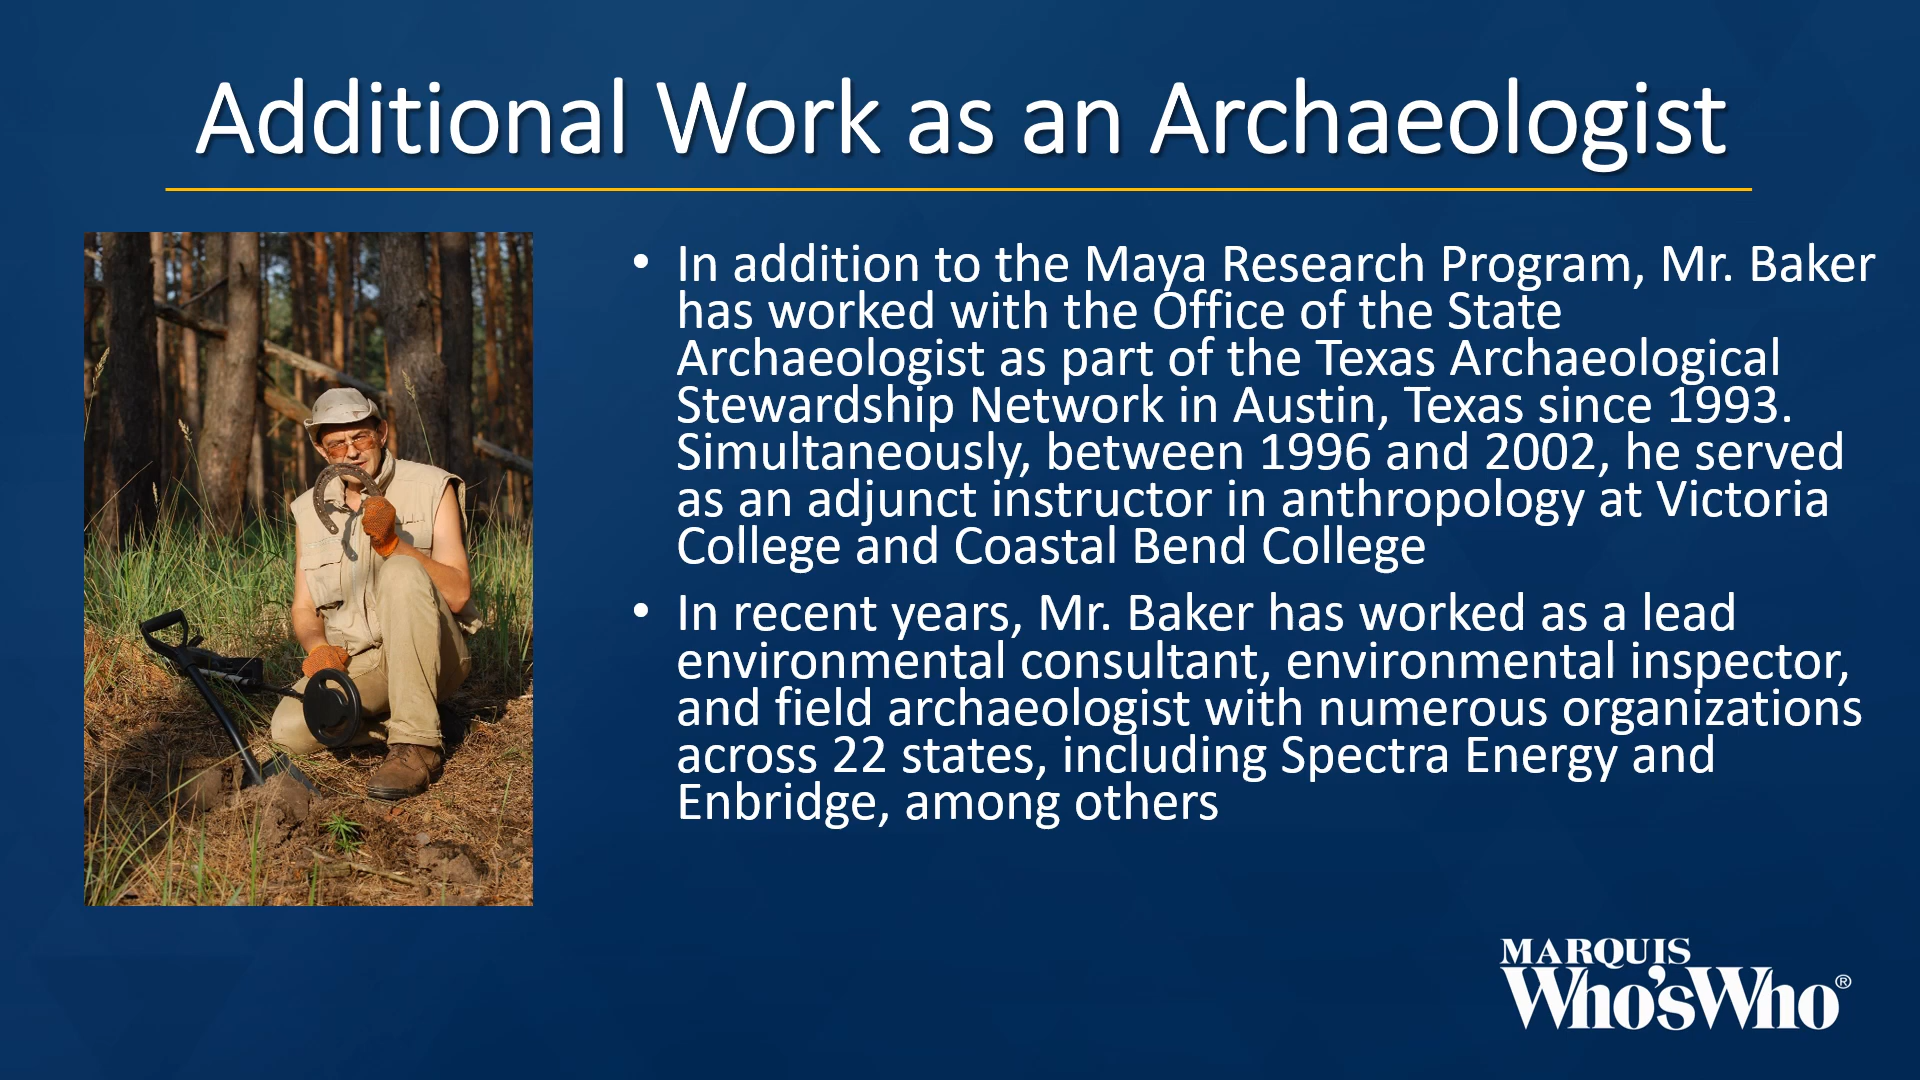 Additional Work as an Archaeologist
• In addition to the Maya Research Program, Mr. Baker
has worked with the Office of the State
Archaeologist as part of the Texas Archaeological
Stewardship Network in Austin, Texas since 1993.
Simultaneously, between 1996 and 2002, he served
as an adjunct instructor in anthropology at Victoria
College and Coastal Bend College
• In recent years, Mr. Baker has worked as a lead
environmental consultant, environmental inspector,
and field archaeologist with numerous organizations
across 22 states, including Spectra Energy and
Enbridge, among others
MARQUIS
Who'sWho®